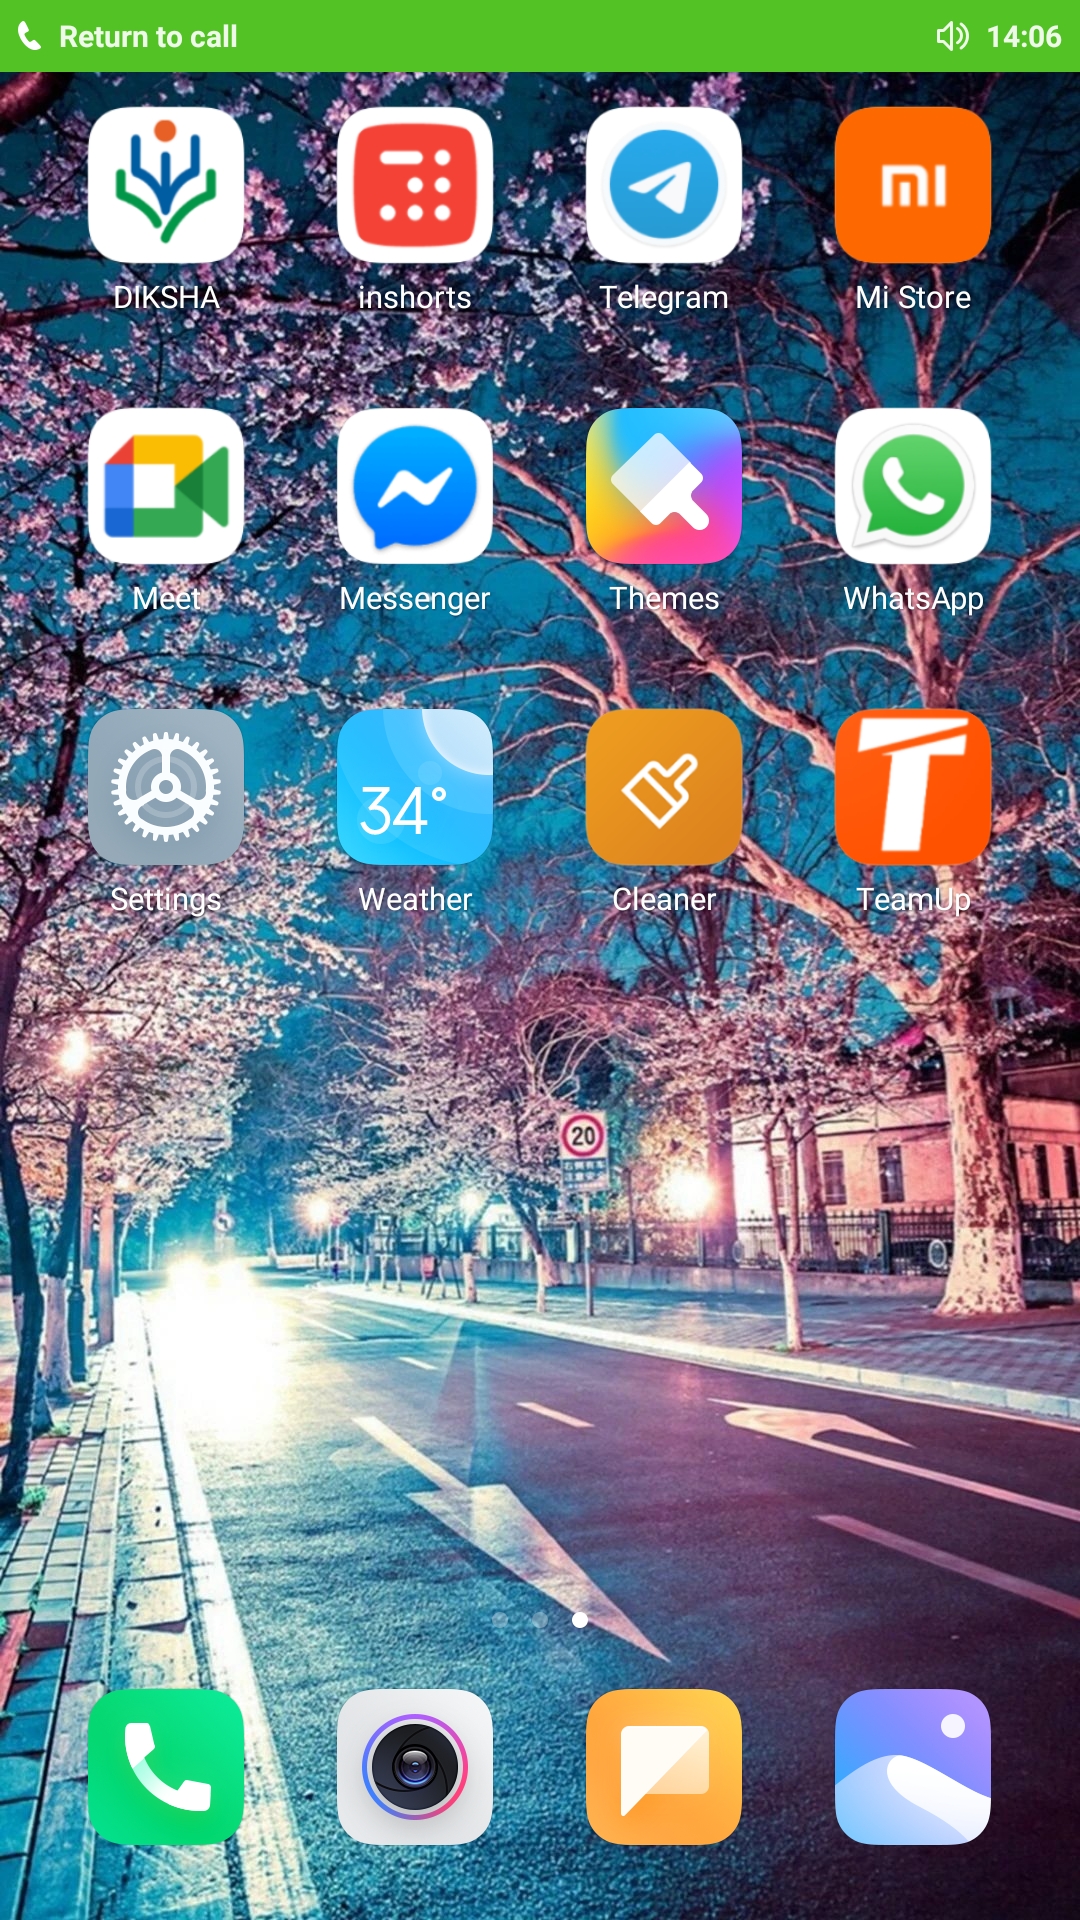 Return to call 14:06
DIKSHA inshorts Telegram Mi Store
Meet Messenger Themes WhatsApp
34°
Settings Weather Cleaner TeamUp
20